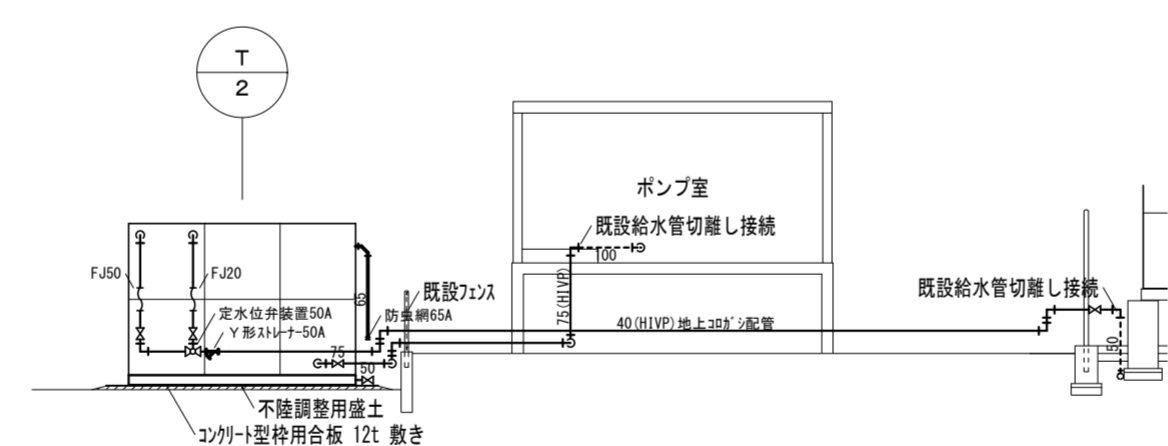 T
2
ポンプ室
既設給水管切離し接続
100
FJ50
FJ20
65
既設フェンス
定水位弁装置50A
防虫網65A
Y形ストレーナー50A
75(HIVP)
40(HIVP)地上コロガシ配管
既設給水管切離し接続
75
50
50
不陸調整用盛土
コンクリート型枠用合板 12t 敷き